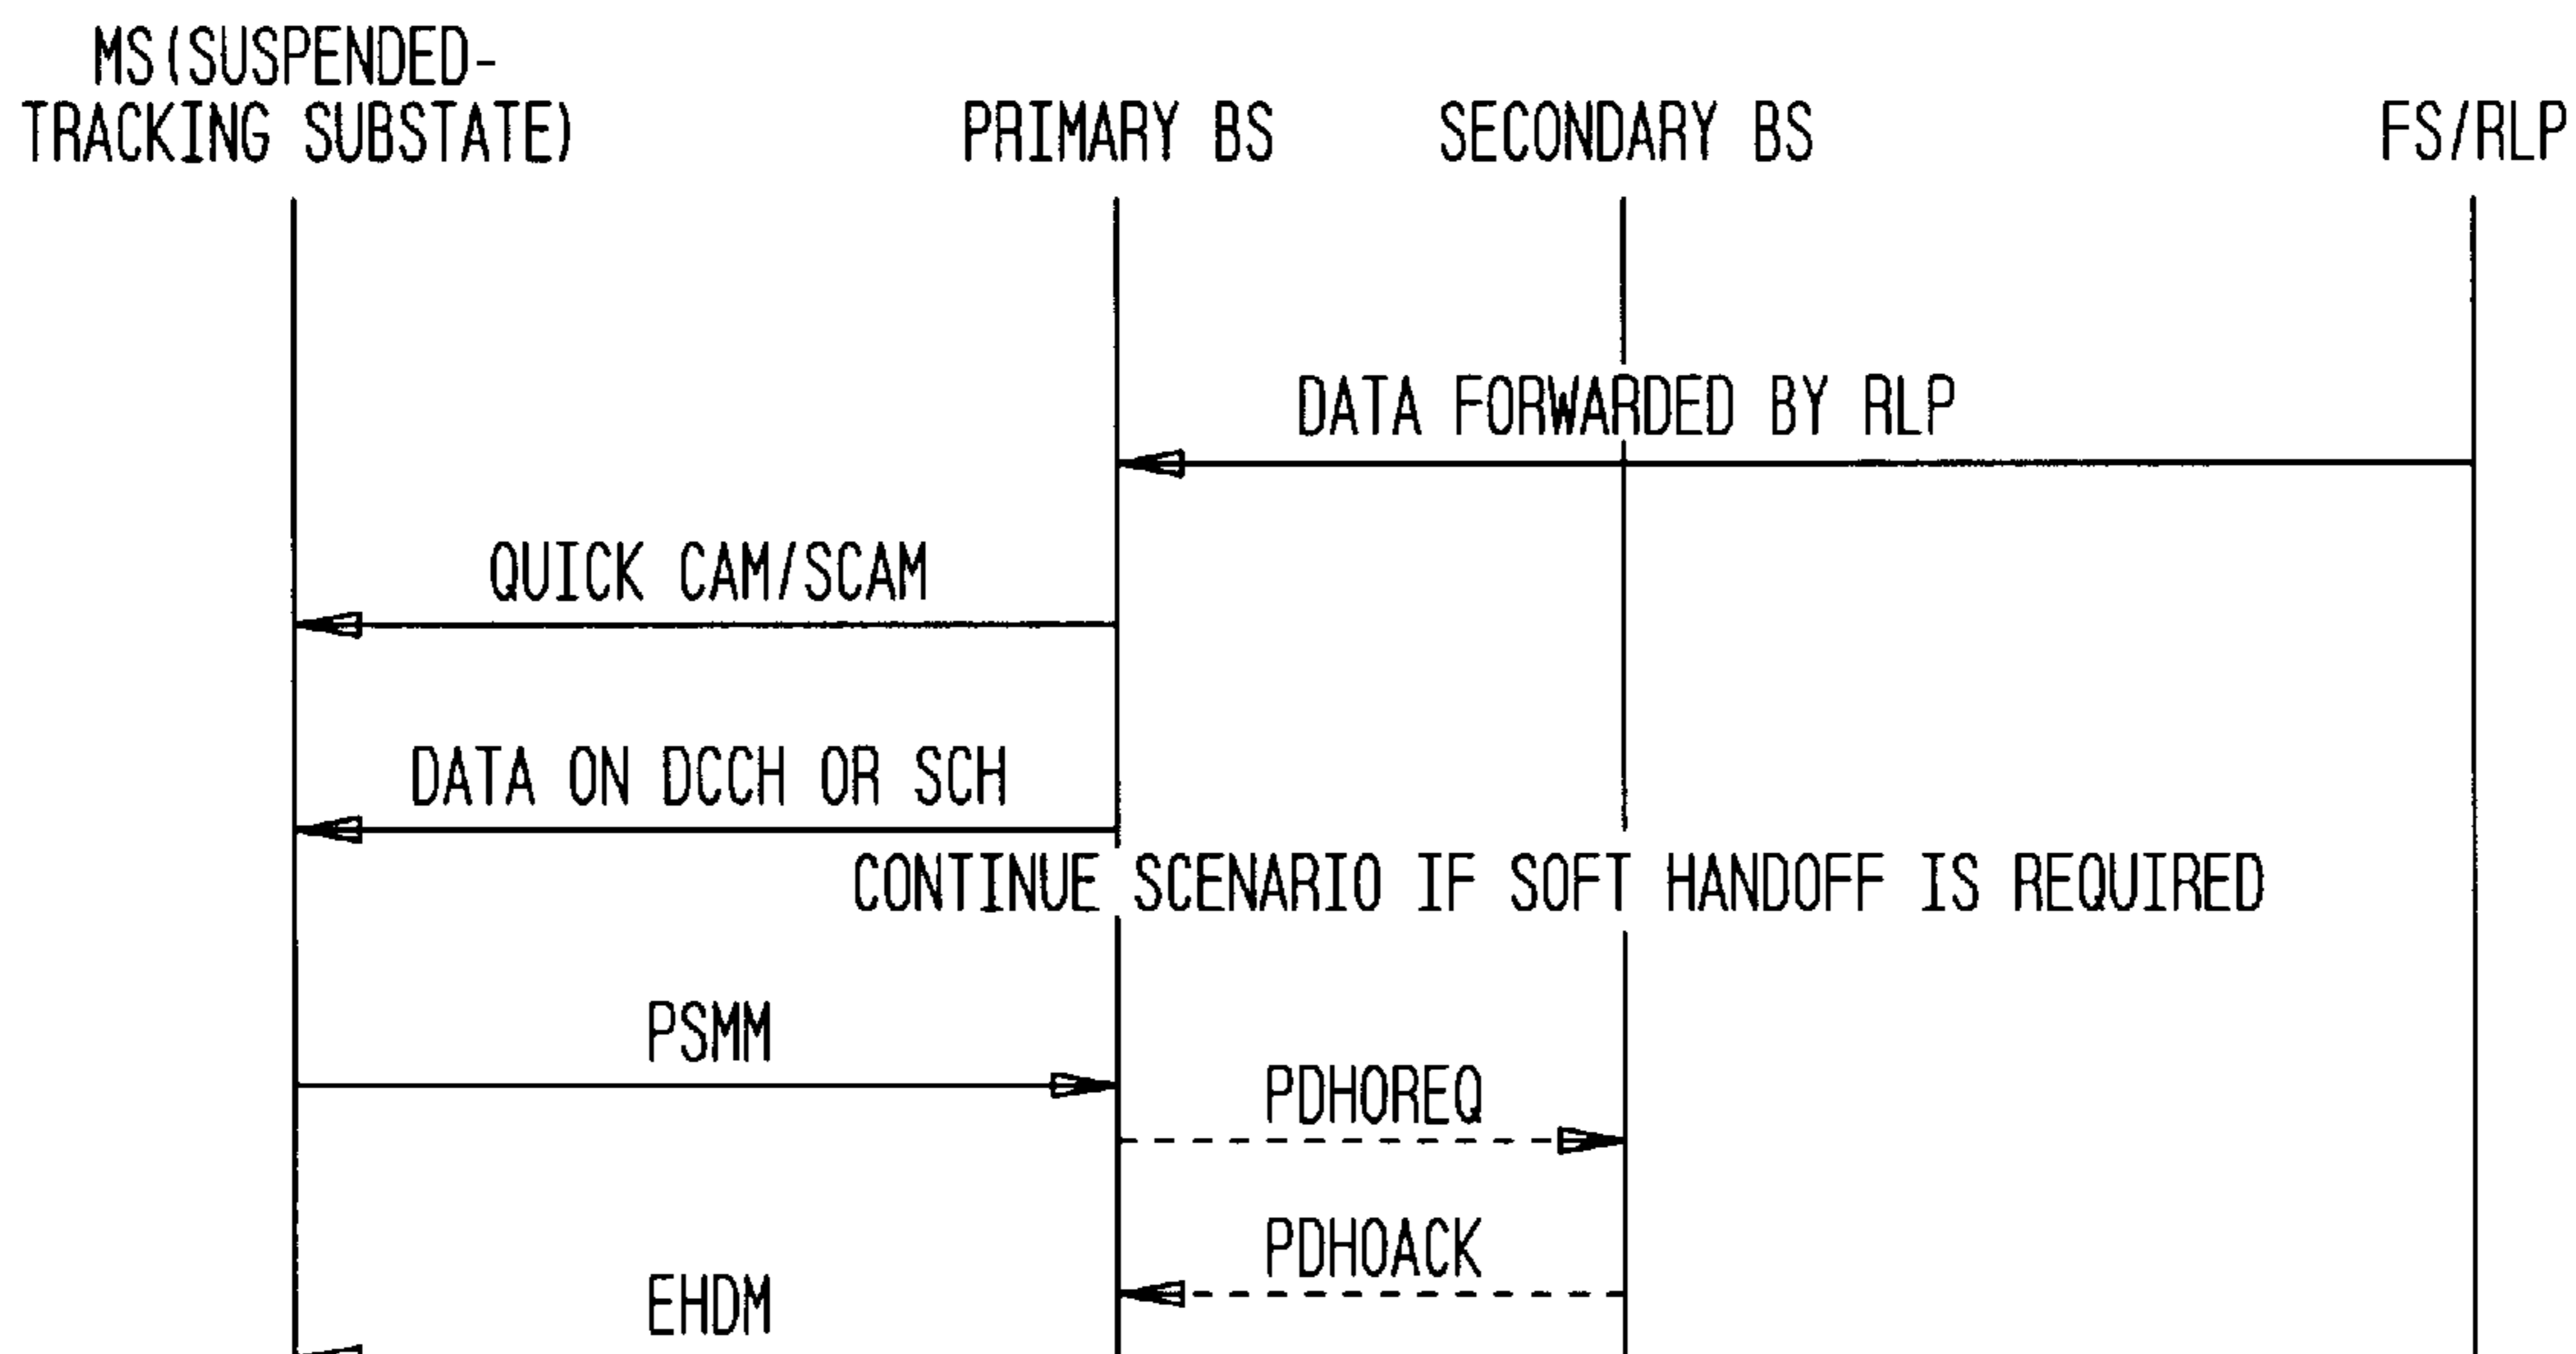 MS(SUSPENDED-
TRACKING SUBSTATE)
PRIMARY BS
SECONDARY BS
FS/RLP
DATA FORWARDED BY RLP
QUICK CAM/SCAM
DATA ON DCCH OR SCH
CONTINUE SCENARIO IF SOFT HANDOFF IS REQUIRED
PSMM
PDHOREQ
PDHOACK
EHDM